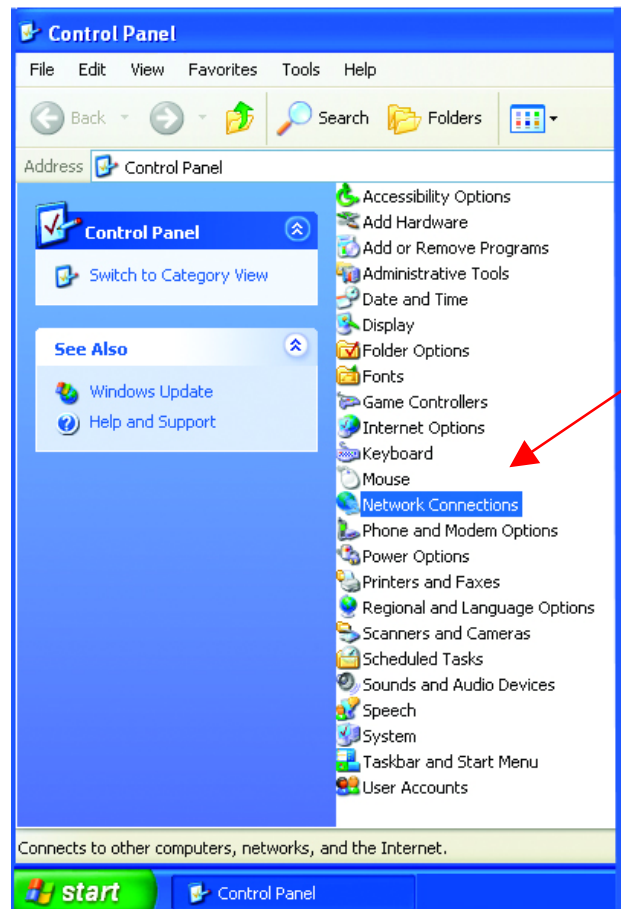 Control Panel
File Edit View Favorites Tools Help
Back Search Folders
Address Control Panel
Control Panel
Switch to Category View
See Also
Windows Update
Help and Support
Accessibility Options
Add Hardware
Add or Remove Programs
Administrative Tools
Date and Time
Display
Folder Options
Fonts
Game Controllers
Internet Options
Keyboard
Mouse
Network Connections
Phone and Modem Options
Power Options
Printers and Faxes
Regional and Language Options
Scanners and Cameras
Scheduled Tasks
Sounds and Audio Devices
Speech
System
Taskbar and Start Menu
User Accounts
Connects to other computers, networks, and the Internet.
start Control Panel